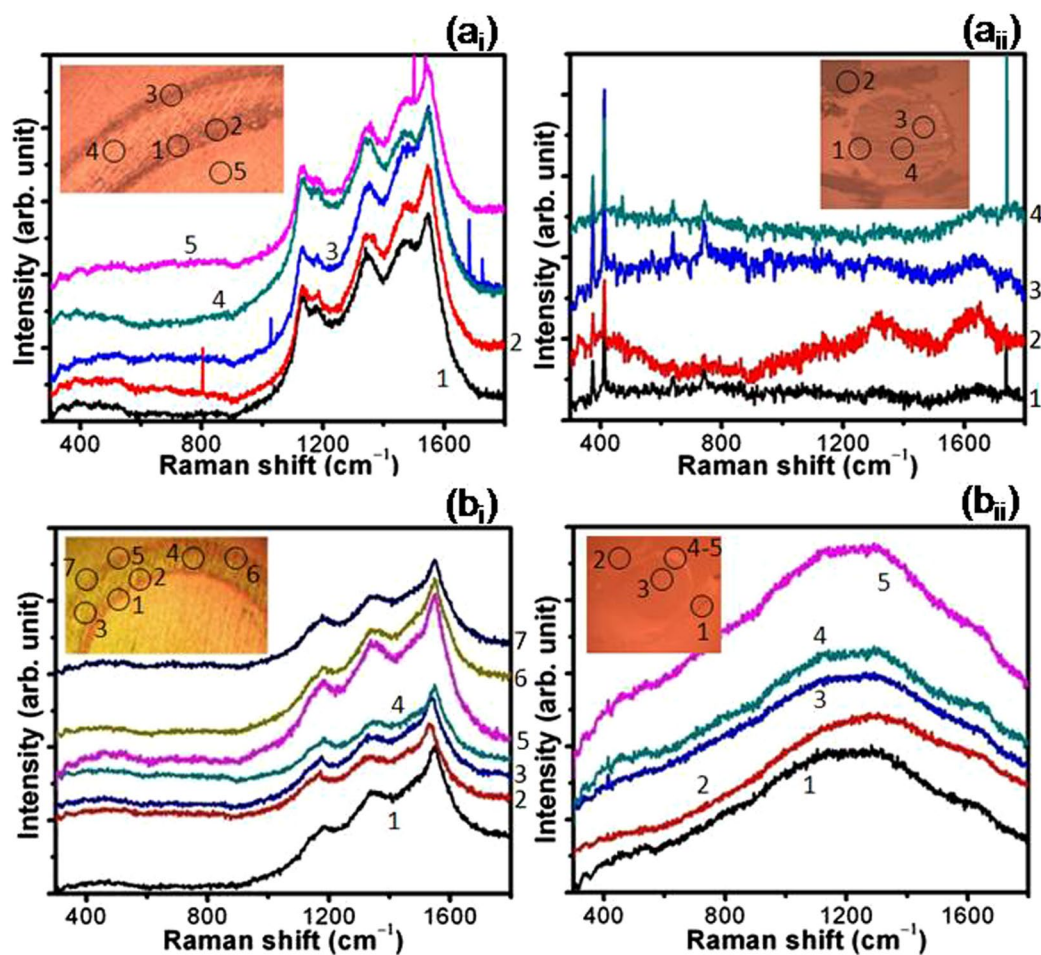 (ai)
Intensity (arb. unit)
3
2
4
1
5
5
3
4
2
1
400 800 1200 1600
Raman shift (cm⁻¹)
(aii)
Intensity (arb. unit)
2
3
1
4
4
3
2
1
400 800 1200 1600
Raman shift (cm⁻¹)
(bi)
Intensity (arb. unit)
5 4
7 2 6
1
3
7
6
4
5
3
2
1
400 800 1200 1600
Raman shift (cm⁻¹)
(bii)
Intensity (arb. unit)
2 4-5
3
1
5
4
3
2
1
400 800 1200 1600
Raman shift (cm⁻¹)